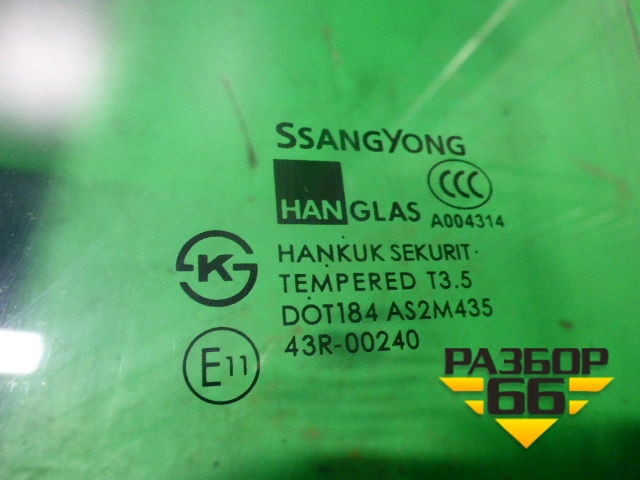 SSANGYONG
CCC
HANGLAS A004314
K HANKUK SEKURIT
TEMPERED T3.5
DOT184 AS2M435
E11 43R-00240
РАЗБОР
66